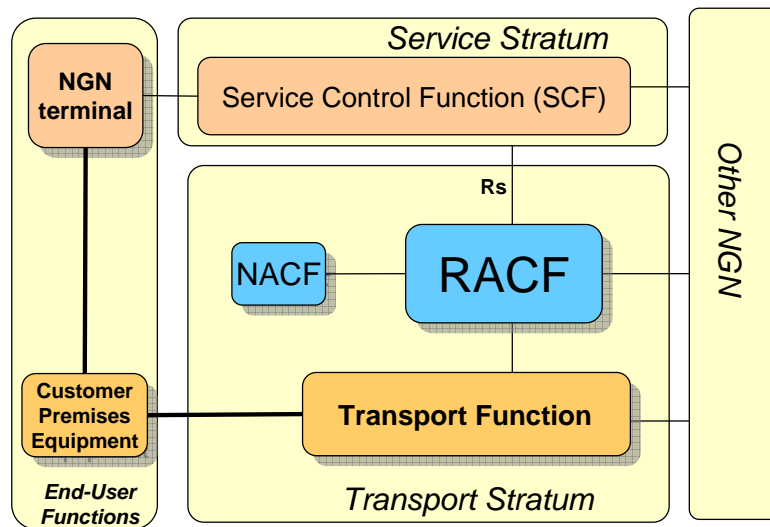 Service Stratum
NGN
terminal
Service Control Function (SCF)
Rs
NACF
RACF
Other NGN
Customer
Premises
Equipment
Transport Function
End-User
Functions
Transport Stratum